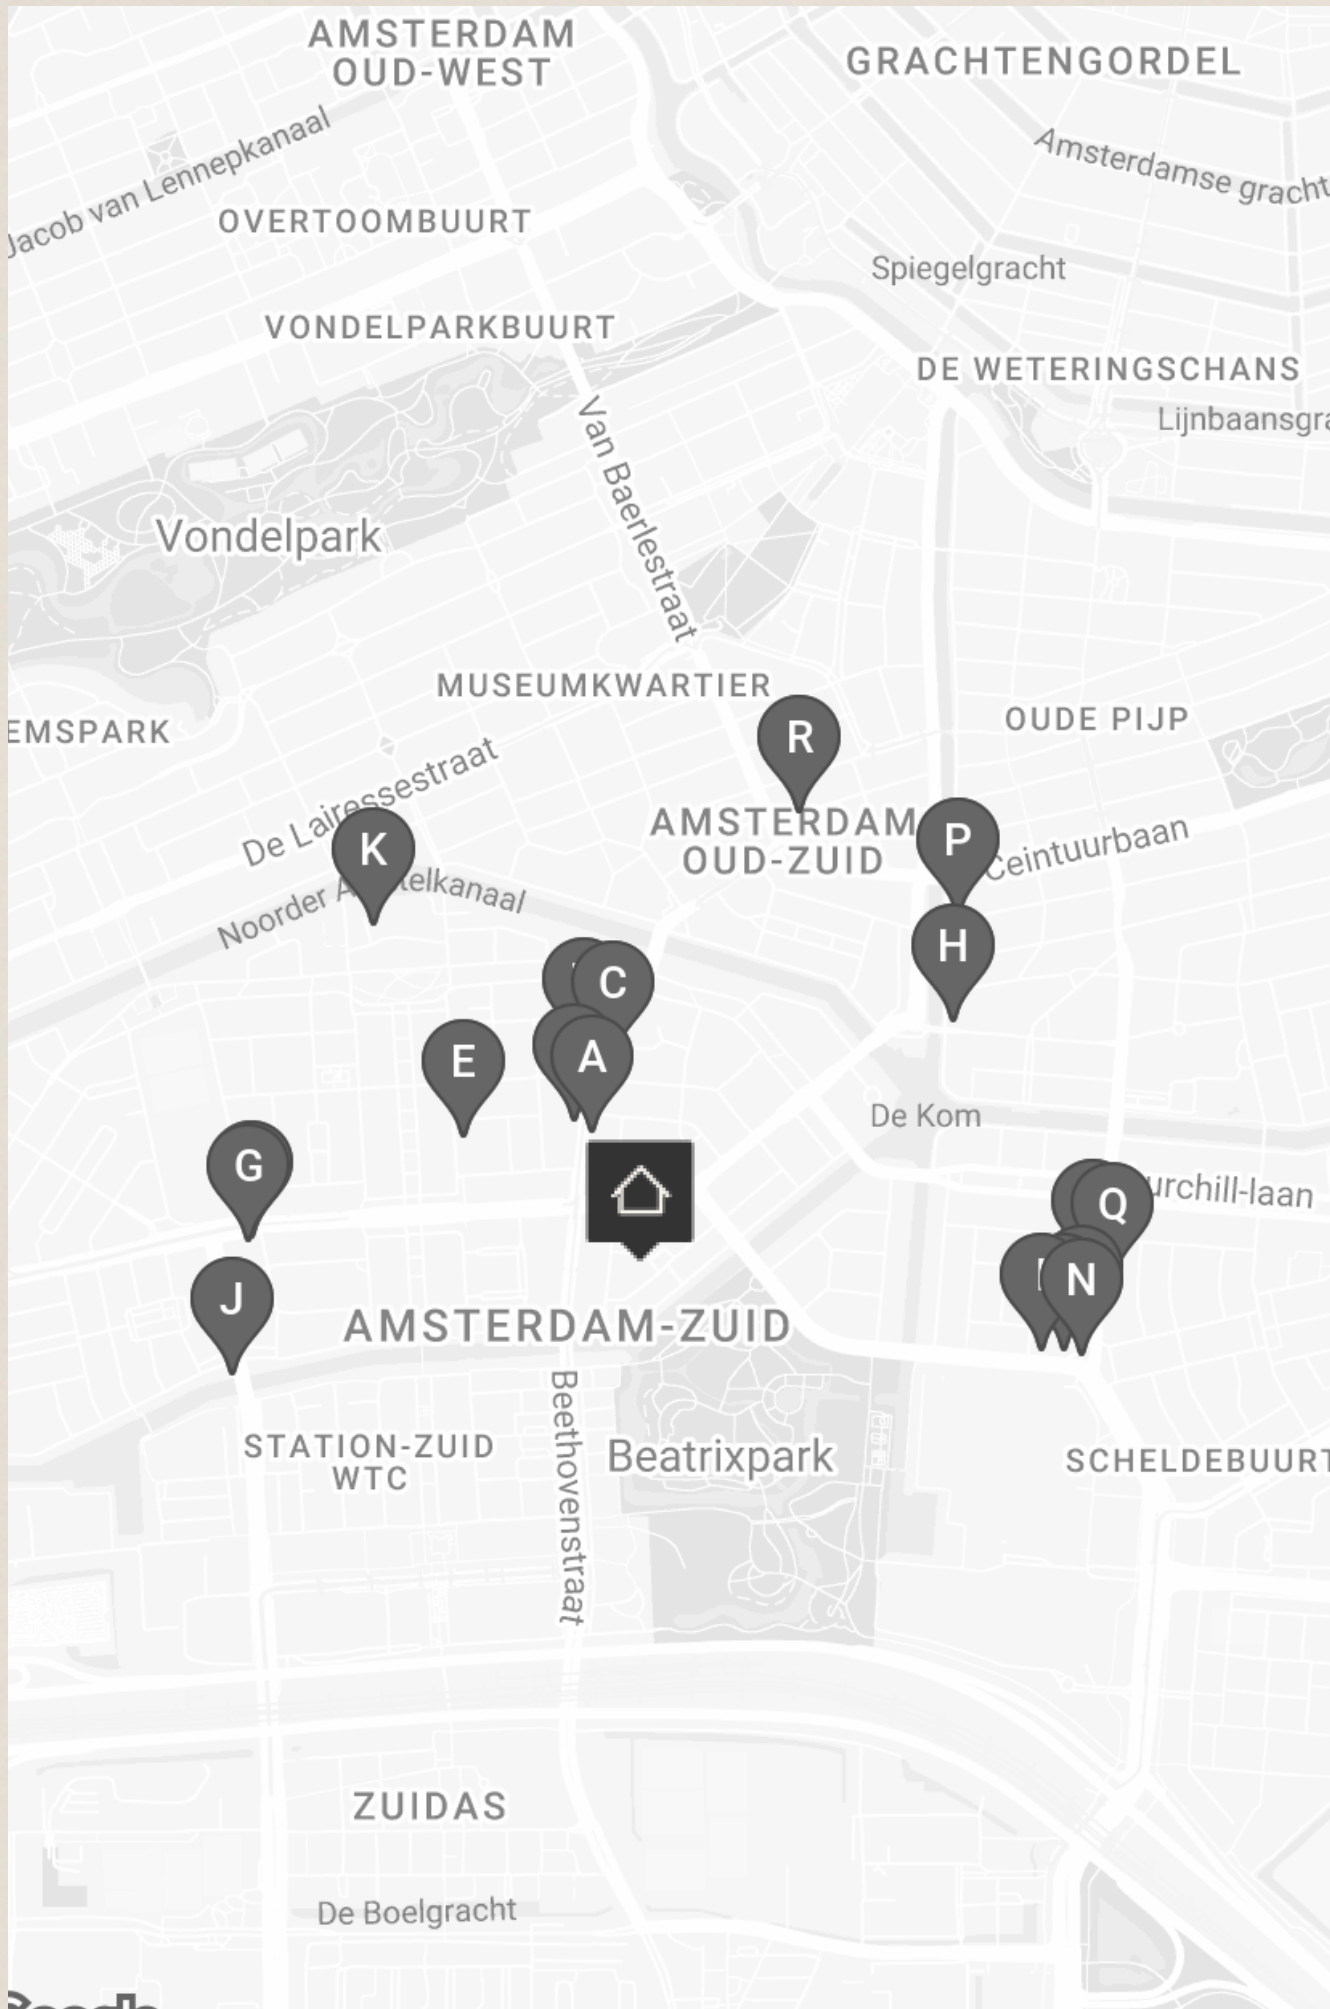 AMSTERDAM
OUD-WEST
GRACHTENGORDEL
Jacob van Lennepkanaal
Amsterdamse gracht
OVERTOOMBUURT
Spiegelgracht
VONDELPARKBUURT
DE WETERINGSCHANS
Lijnbaansgra
Van Baerlestraat
Vondelpark
MUSEUMKWARTIER
EMSPARK
OUDE PIJP
R
De Lairessestraat
AMSTERDAM
OUD-ZUID
P
Ceintuurbaan
K
Noorder A telkanaal
H
C
E
A
De Kom
G
Q
urchill-laan
N
J
AMSTERDAM-ZUID
Beethovenstraat
STATION-ZUID
WTC
Beatrixpark
SCHELDEBUURT
ZUIDAS
De Boelgracht